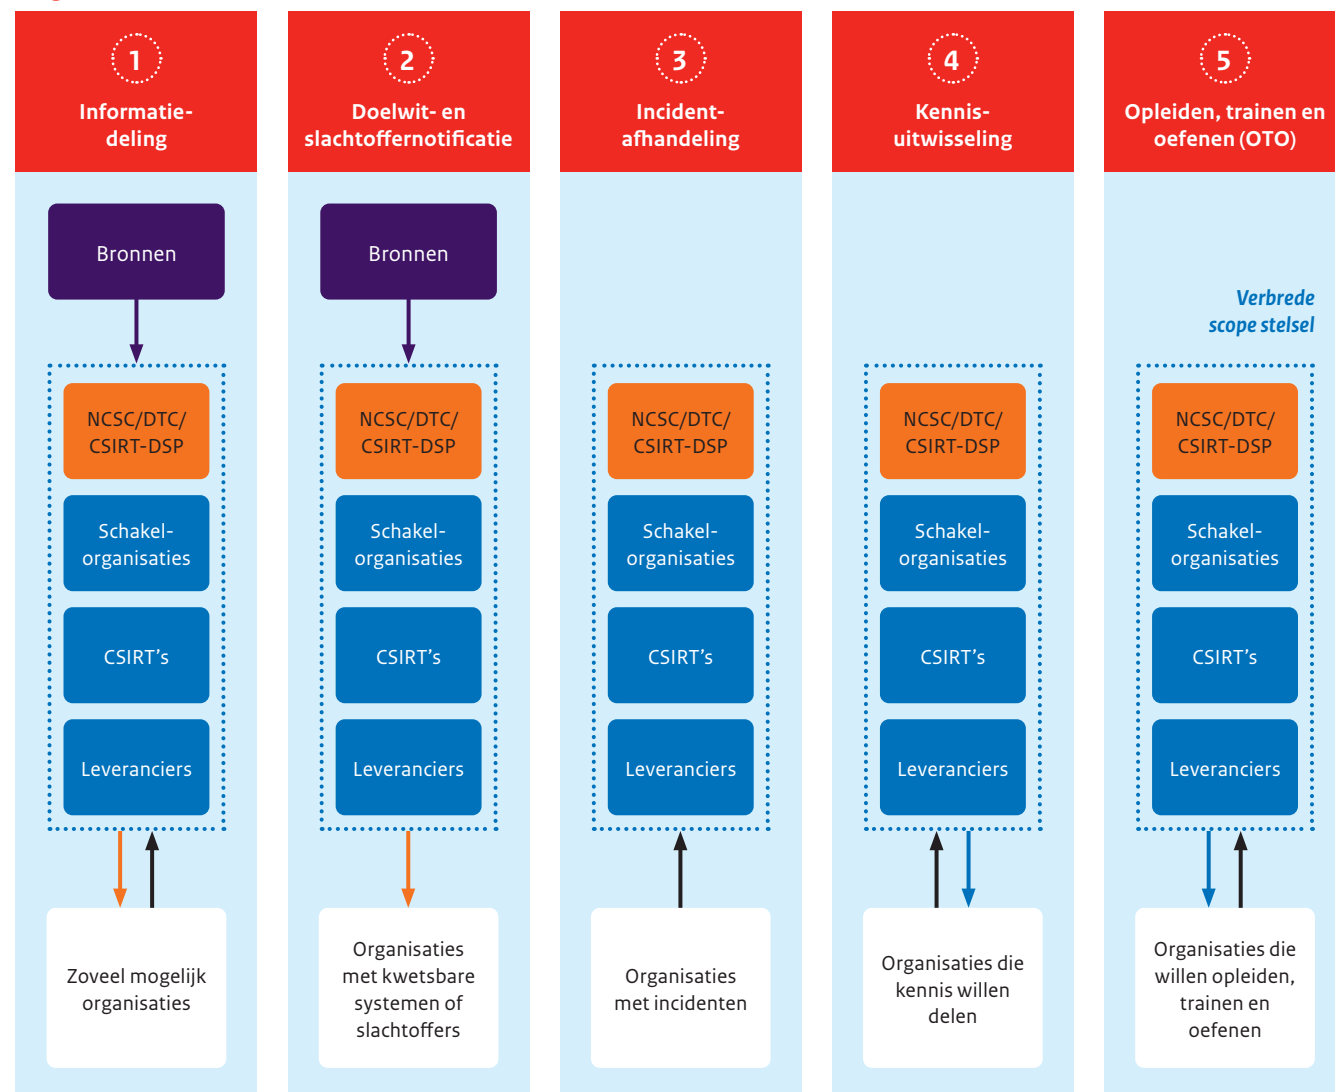 1
Informatie-
deling
Bronnen
NCSC/DTC/
CSIRT-DSP
Schakel-
organisaties
CSIRT's
Leveranciers
Zoveel mogelijk
organisaties
2
Doelwit- en
slachtoffernotificatie
Bronnen
NCSC/DTC/
CSIRT-DSP
Schakel-
organisaties
CSIRT's
Leveranciers
Organisaties
met kwetsbare
systemen of
slachtoffers
3
Incident-
afhandeling
NCSC/DTC/
CSIRT-DSP
Schakel-
organisaties
CSIRT's
Leveranciers
Organisaties
met incidenten
4
Kennis-
uitwisseling
NCSC/DTC/
CSIRT-DSP
Schakel-
organisaties
CSIRT's
Leveranciers
Organisaties die
kennis willen
delen
5
Opleiden, trainen en
oefenen (OTO)
Verbrede
scope stelsel
NCSC/DTC/
CSIRT-DSP
Schakel-
organisaties
CSIRT's
Leveranciers
Organisaties die
willen opleiden,
trainen en
oefenen